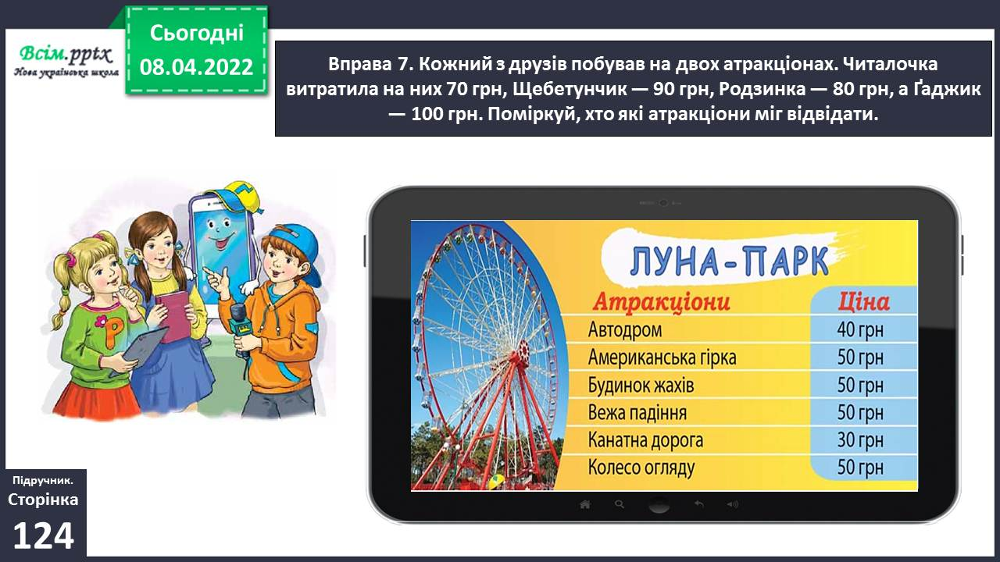 Всім.pptx
Нова українська школа
Сьогодні
08.04.2022
Вправа 7. Кожний з друзів побував на двох атракціонах. Читалочка
витратила на них 70 грн, Щебетунчик — 90 грн, Родзинка — 80 грн, а Ґаджик
— 100 грн. Поміркуй, хто які атракціони міг відвідати.
Р
ЛУНА-ПАРК
Атракціони Ціна
Автодром 40 грн
Американська гірка 50 грн
Будинок жахів 50 грн
Вежа падіння 50 грн
Канатна дорога 30 грн
Колесо огляду 50 грн
Підручник.
Сторінка
124